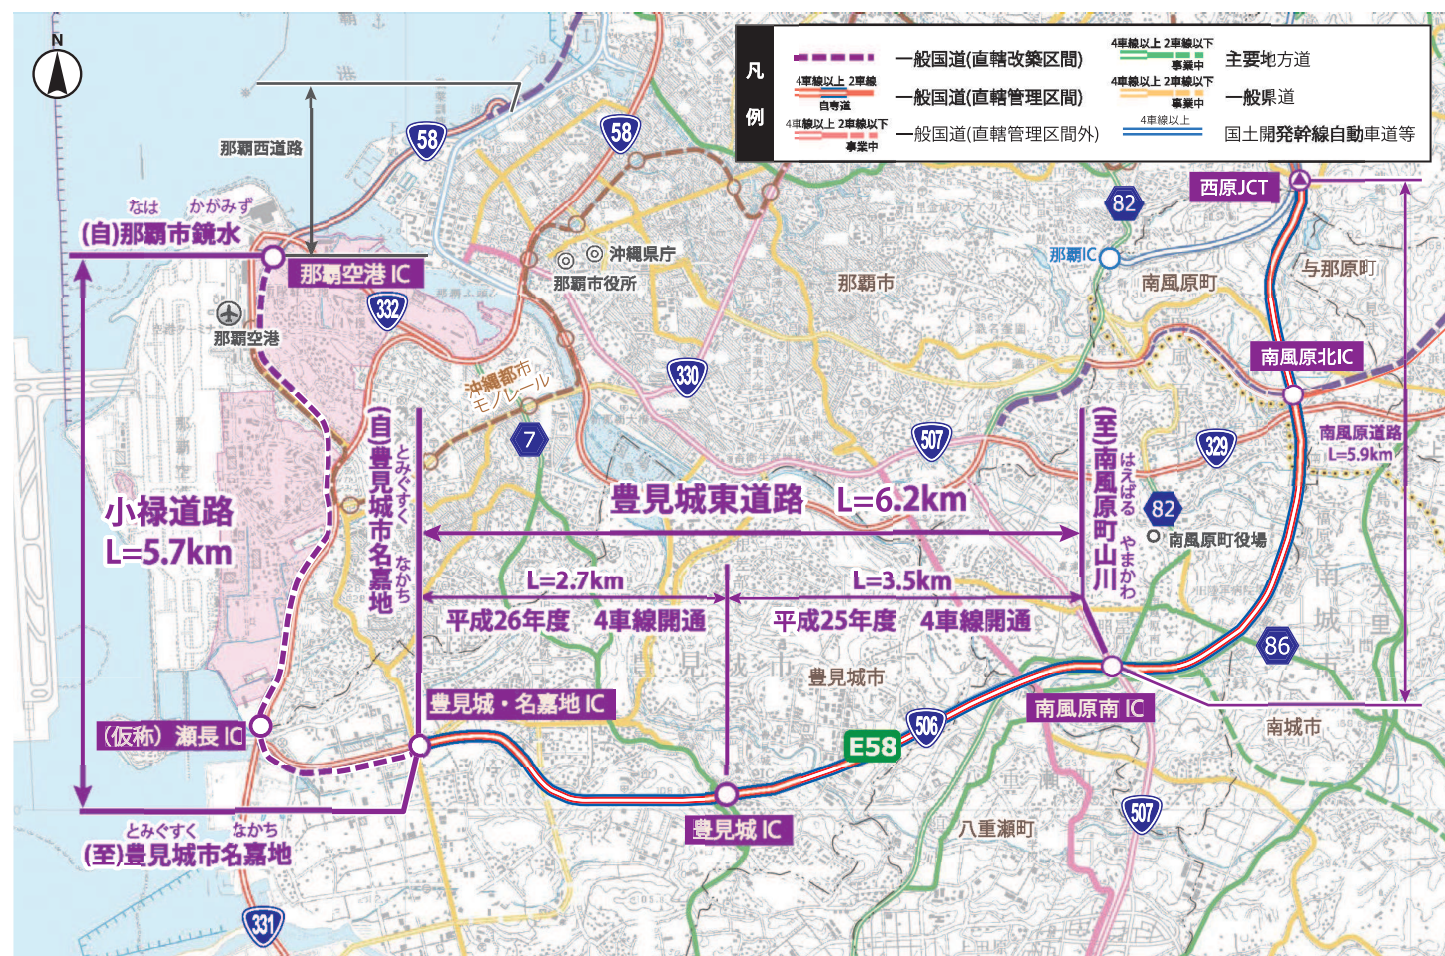 N
凡例
一般国道(直轄改築区間)
4車線以上 2車線
自専道
一般国道(直轄管理区間)
4車線以上 2車線以下
事業中
一般国道(直轄管理区間外)
4車線以上 2車線以下
事業中
主要地方道
4車線以上 2車線以下
事業中
一般県道
4車線以上
国土開発幹線自動車道等
那覇西道路
58
58
なは かがみず
(自)那覇市鏡水
那覇空港 IC
332
那覇空港
沖縄県庁
那覇市役所
那覇市
82
那覇IC
西原JCT
南風原町
与那原町
南風原北IC
330
沖縄都市
モノレール
7
507
329
南風原道路
L=5.9km
小禄道路
L=5.7km
(自)豊見城市名嘉地
とみぐすく なかち
豊見城東道路 L=6.2km
(至)南風原町山川
はえばる やまかわ
82
南風原町役場
L=2.7km
L=3.5km
平成26年度 4車線開通
平成25年度 4車線開通
南城市
86
見城市
豊見城市
豊見城・名嘉地 IC
南風原南 IC
南城市
(仮称) 瀬長 IC
506
E58
豊見城 IC
八重瀬町
507
とみぐすく なかち
(至)豊見城市名嘉地
331